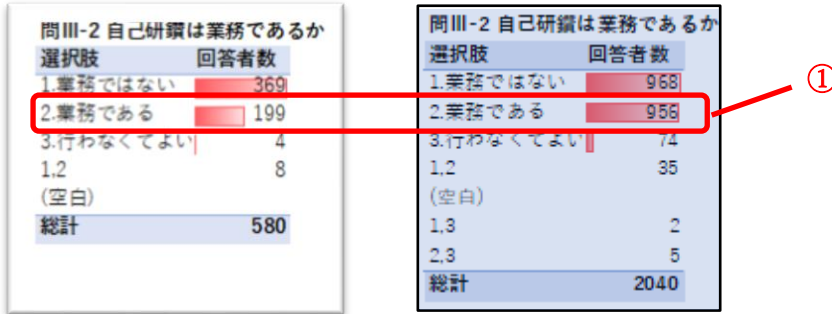 問Ⅲ-2 自己研鑽は業務であるか
選択肢 回答者数
1.業務ではない 369
2.業務である 199
3.行わなくてよい 4
1,2 8
(空白)
総計 580
問Ⅲ-2 自己研鑽は業務であるか
選択肢 回答者数
1.業務ではない 968
2.業務である 956
3.行わなくてよい 74
1,2 35
(空白)
1,3 2
2,3 5
総計 2040
①